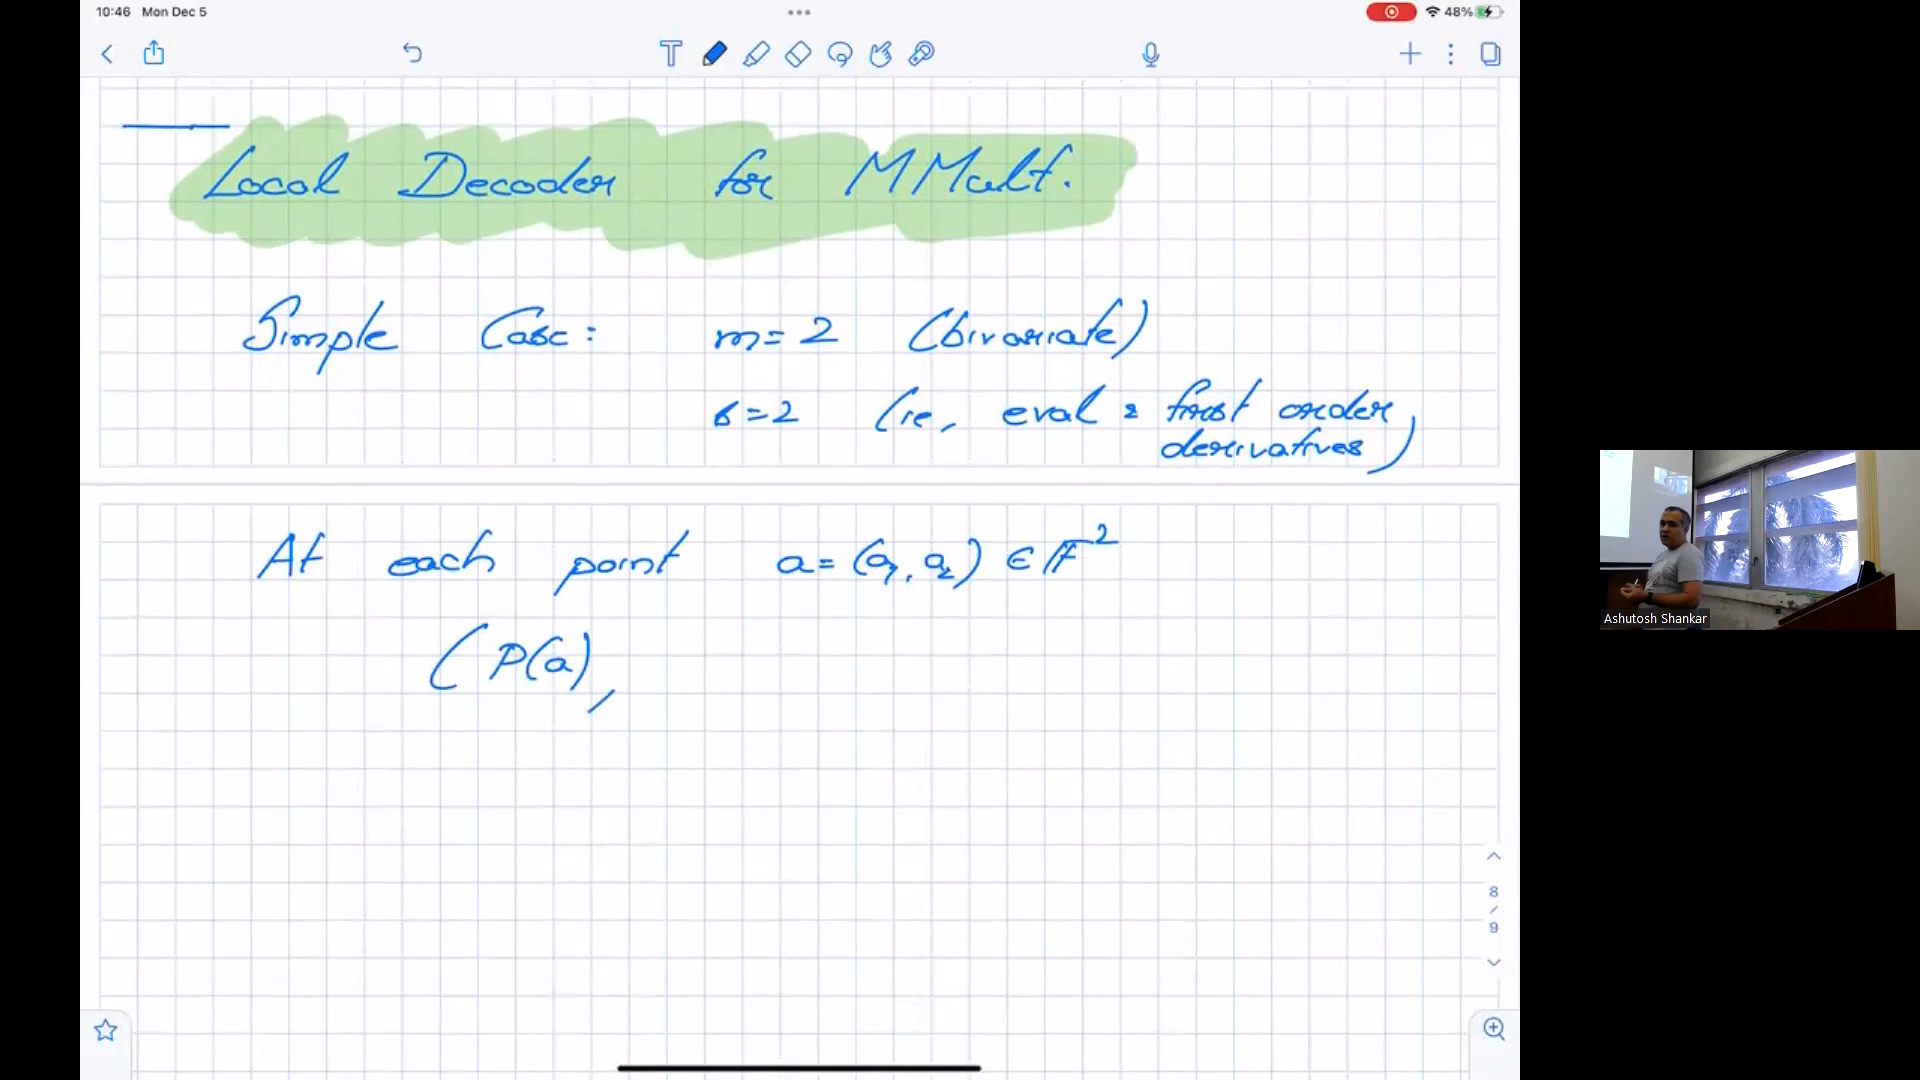 10:46 Mon Dec 5
48%
T
Local Decoder for MMult.
Simple Case: m=2 (bivariate)
s=2 (ie, eval & first order
derivatives)
At each point a=(a₁,a₂) ∈ 𝔽²
(P(a),
8
/
9
Ashutosh Shankar